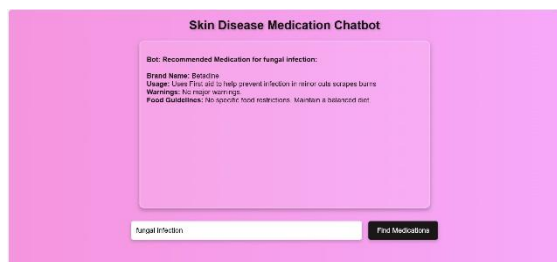 Skin Disease Medication Chatbot
Bot: Recommended Medication for fungal infection:
Brand Name: Betadine
Usage: Uses First aid to help prevent infection in minor cuts scrapes burns
Warnings: No major warnings.
Food Guidelines: No specific food restrictions. Maintain a balanced diet
fungal infection
Find Medications